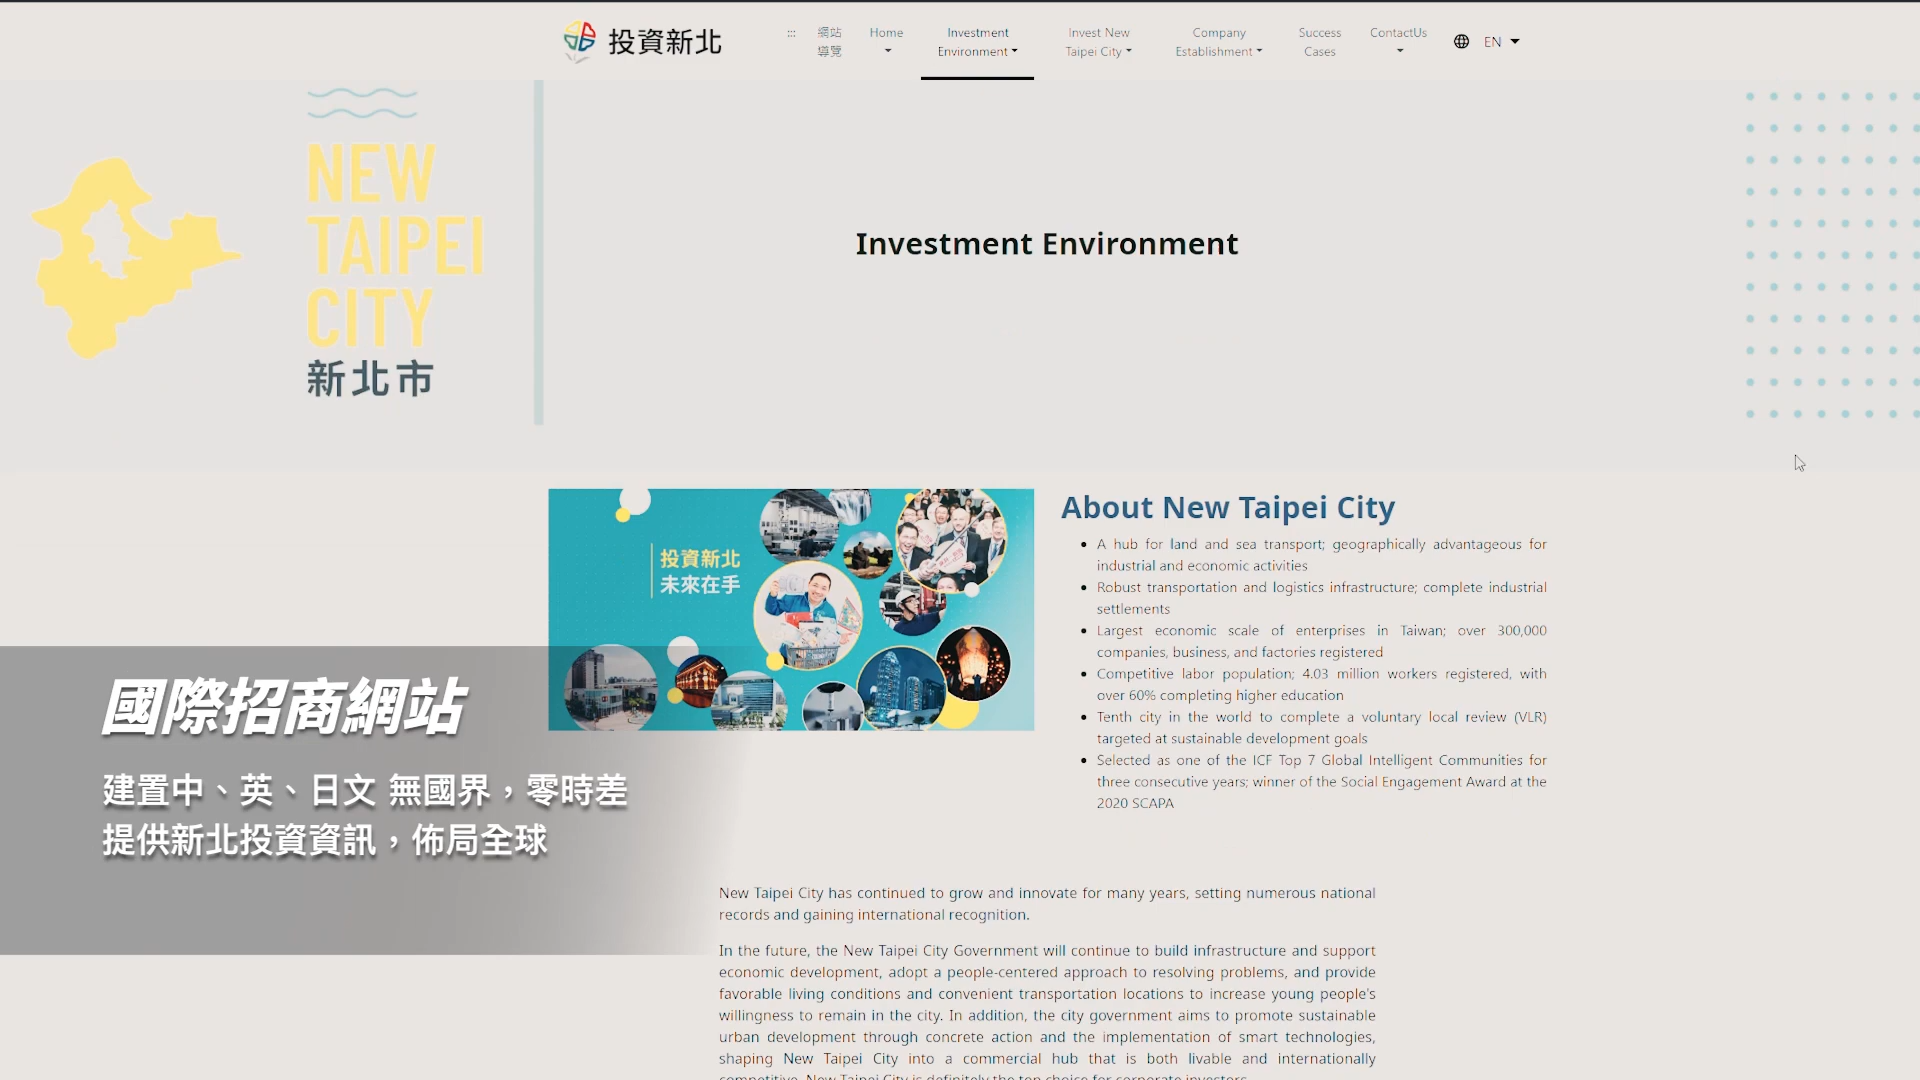 投資新北
:::
網站
導覽
Home
Investment
Environment
Invest New
Taipei City
Company
Establishment
Success
Cases
ContactUs
EN
NEW
TAIPEI
CITY
新北市
Investment Environment
投資新北
未來在手
About New Taipei City
A hub for land and sea transport; geographically advantageous for
industrial and economic activities
Robust transportation and logistics infrastructure; complete industrial
settlements
Largest economic scale of enterprises in Taiwan; over 300,000
companies, business, and factories registered
Competitive labor population; 4.03 million workers registered, with
over 60% completing higher education
Tenth city in the world to complete a voluntary local review (VLR)
targeted at sustainable development goals
Selected as one of the ICF Top 7 Global Intelligent Communities for
three consecutive years; winner of the Social Engagement Award at the
2020 SCAPA
國際招商網站
建置中、英、日文 無國界，零時差
提供新北投資資訊，佈局全球
New Taipei City has continued to grow and innovate for many years, setting numerous national
records and gaining international recognition.
In the future, the New Taipei City Government will continue to build infrastructure and support
economic development, adopt a people-centered approach to resolving problems, and provide
favorable living conditions and convenient transportation locations to increase young people's
willingness to remain in the city. In addition, the city government aims to promote sustainable
urban development through concrete action and the implementation of smart technologies,
shaping New Taipei City into a commercial hub that is both livable and internationally
competitive. New Taipei City is definitely the top choice for corporate investors.